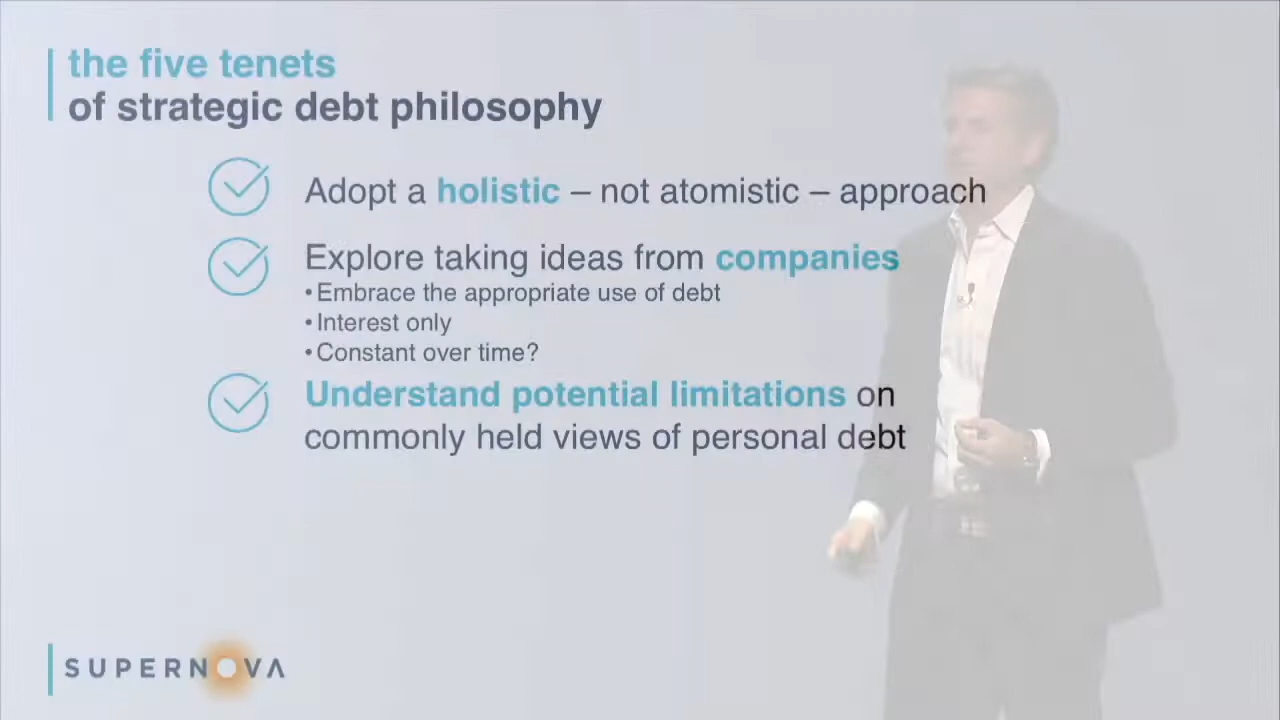 the five tenets
of strategic debt philosophy
Adopt a holistic – not atomistic – approach
Explore taking ideas from companies
• Embrace the appropriate use of debt
• Interest only
• Constant over time?
Understand potential limitations on
commonly held views of personal debt
SUPERNOVA